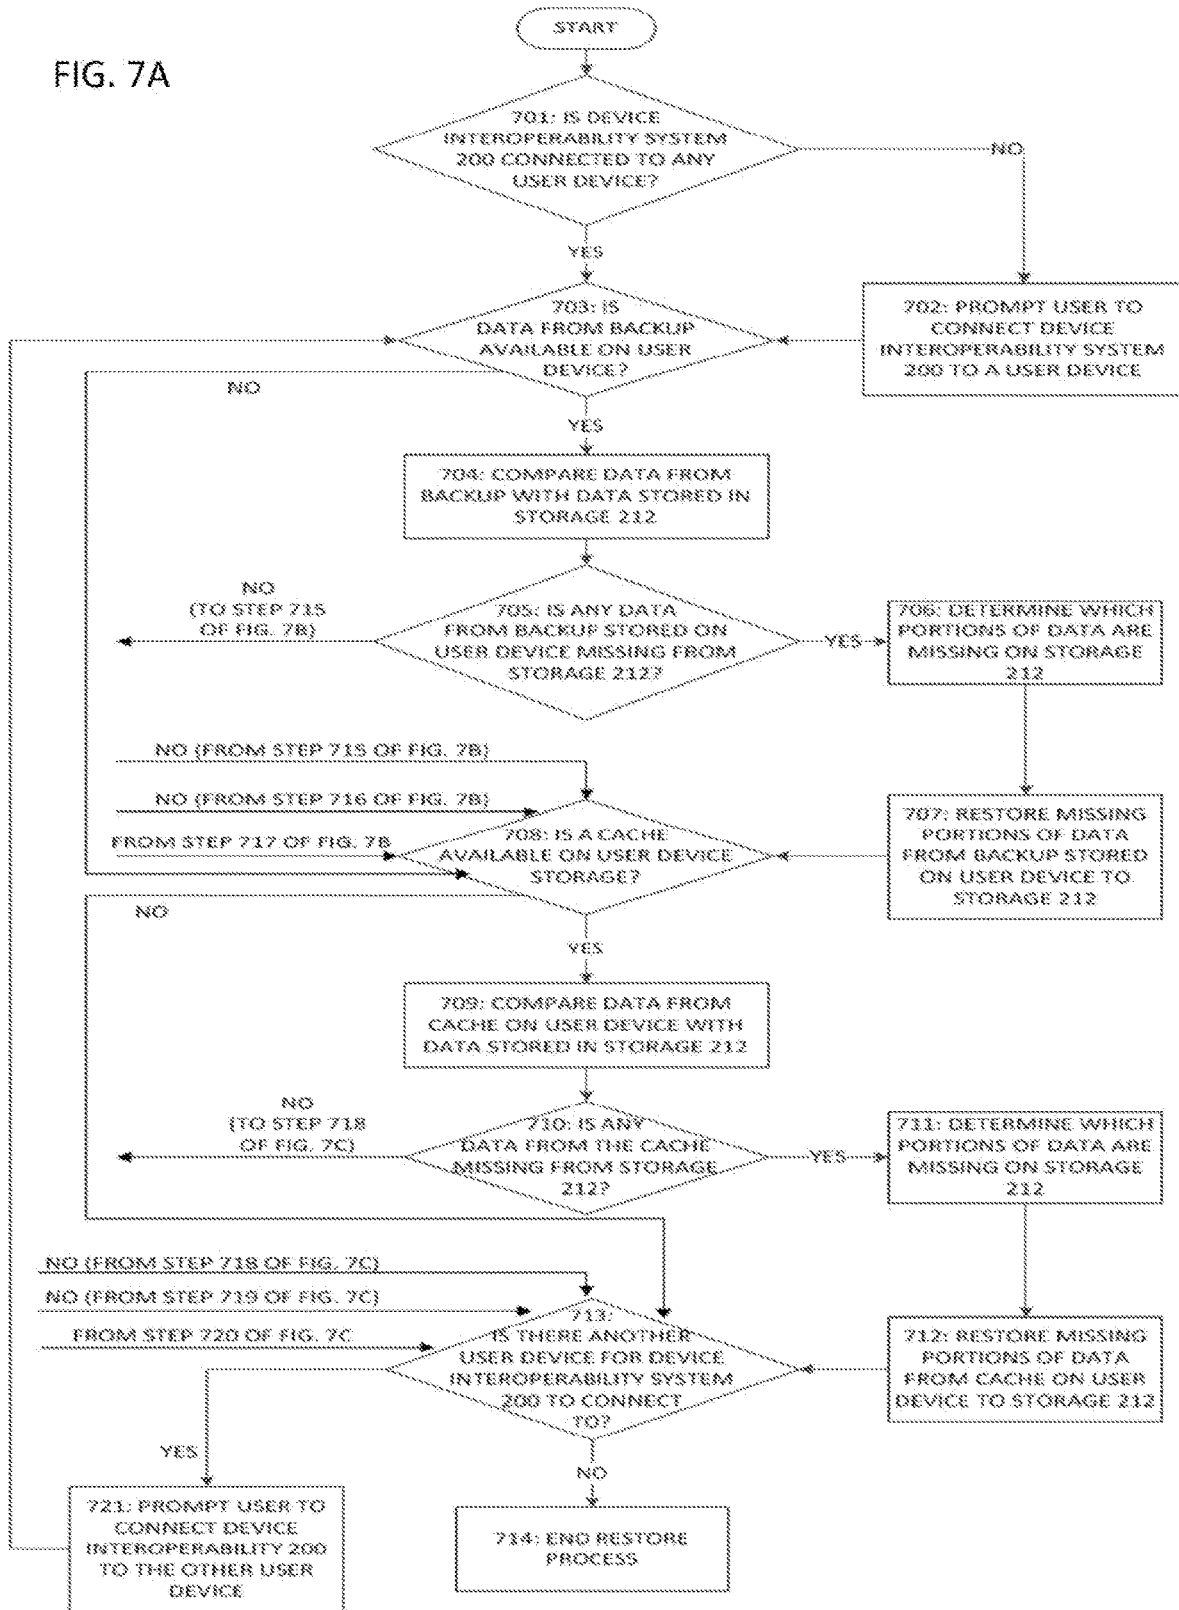 START
FIG. 7A
701: IS DEVICE
INTEROPERABILITY SYSTEM
200 CONNECTED TO ANY
USER DEVICE?
NO
YES
703: IS
DATA FROM BACKUP
AVAILABLE ON USER
DEVICE?
702: PROMPT USER TO
CONNECT DEVICE
INTEROPERABILITY SYSTEM
200 TO A USER DEVICE
NO
YES
704: COMPARE DATA FROM
BACKUP WITH DATA STORED IN
STORAGE 212
NO
(TO STEP 715
OF FIG. 7B)
705: IS ANY DATA
FROM BACKUP STORED ON
USER DEVICE MISSING FROM
STORAGE 212?
YES
706: DETERMINE WHICH
PORTIONS OF DATA ARE
MISSING ON STORAGE
212
NO (FROM STEP 715 OF FIG. 7B)
NO (FROM STEP 716 OF FIG. 7B)
FROM STEP 717 OF FIG. 7B
708: IS A CACHE
AVAILABLE ON USER DEVICE
STORAGE?
707: RESTORE MISSING
PORTIONS OF DATA
FROM BACKUP STORED
ON USER DEVICE TO
STORAGE 212
NO
YES
709: COMPARE DATA FROM
CACHE ON USER DEVICE WITH
DATA STORED IN STORAGE 212
NO
(TO STEP 718
OF FIG. 7C)
710: IS ANY
DATA FROM THE CACHE
MISSING FROM STORAGE
212?
YES
711: DETERMINE WHICH
PORTIONS OF DATA ARE
MISSING ON STORAGE
212
NO (FROM STEP 718 OF FIG. 7C)
NO (FROM STEP 719 OF FIG. 7C)
FROM STEP 720 OF FIG. 7C
713:
IS THERE ANOTHER
USER DEVICE FOR DEVICE
INTEROPERABILITY SYSTEM
200 TO CONNECT
TO?
712: RESTORE MISSING
PORTIONS OF DATA
FROM CACHE ON USER
DEVICE TO STORAGE 212
YES
NO
721: PROMPT USER TO
CONNECT DEVICE
INTEROPERABILITY 200
TO THE OTHER USER
DEVICE
714: END RESTORE
PROCESS